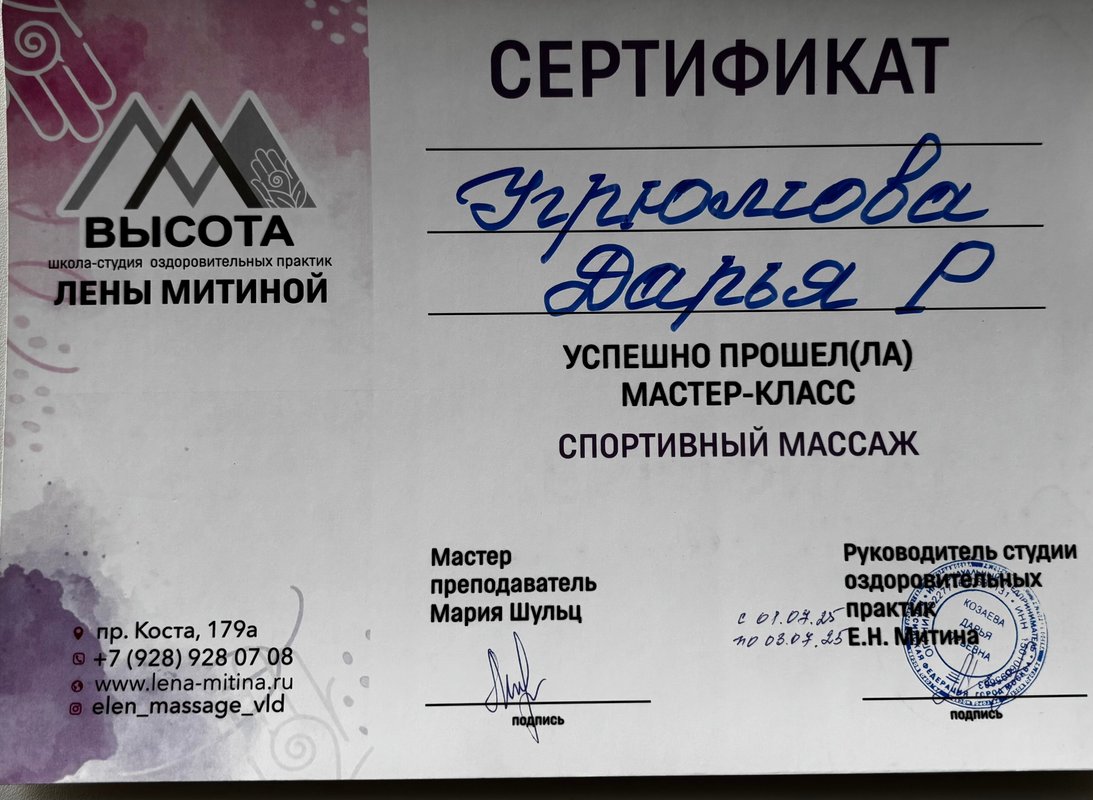 ВЫСОТА
школа-студия оздоровительных практик
ЛЕНЫ МИТИНОЙ
пр. Коста, 179а
+7 (928) 928 07 08
www.lena-mitina.ru
elen_massage_vld
СЕРТИФИКАТ
Угрюмова
Дарья Р
УСПЕШНО ПРОШЕЛ(ЛА)
МАСТЕР-КЛАСС
СПОРТИВНЫЙ МАССАЖ
Мастер
преподаватель
Мария Шульц
подпись
с 01.07.25
по 03.07.25
Руководитель студии
оздоровительных
практик
Е.Н. Митина
КОЗАЕВА
ДАРЬЯ
подпись